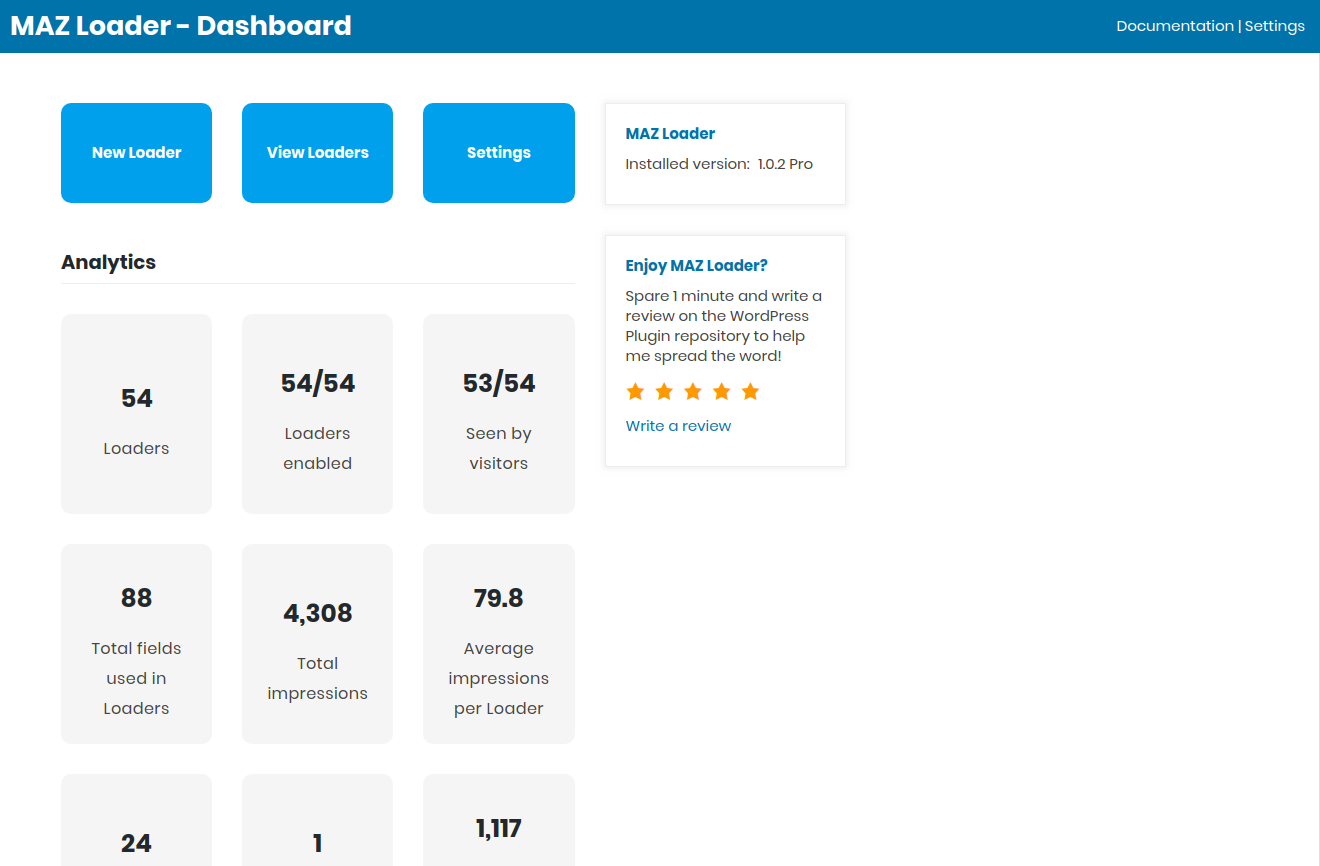 MAZ Loader - Dashboard
Documentation | Settings
New Loader
View Loaders
Settings
MAZ Loader
Installed version: 1.0.2 Pro
Analytics
Enjoy MAZ Loader?
Spare 1 minute and write a
review on the WordPress
Plugin repository to help
me spread the word!
Write a review
54
Loaders
54/54
Loaders
enabled
53/54
Seen by
visitors
88
Total fields
used in
Loaders
4,308
Total
impressions
79.8
Average
impressions
per Loader
24
1
1,117